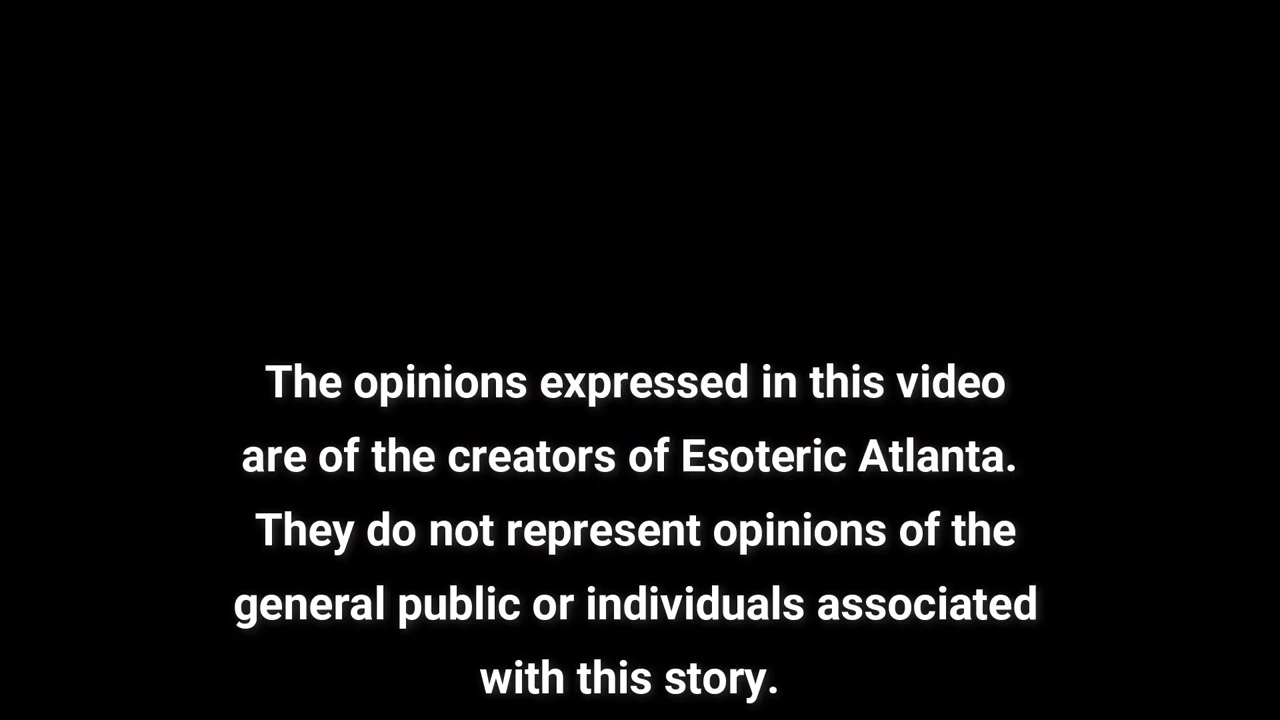 The opinions expressed in this video
are of the creators of Esoteric Atlanta.
They do not represent opinions of the
general public or individuals associated
with this story.